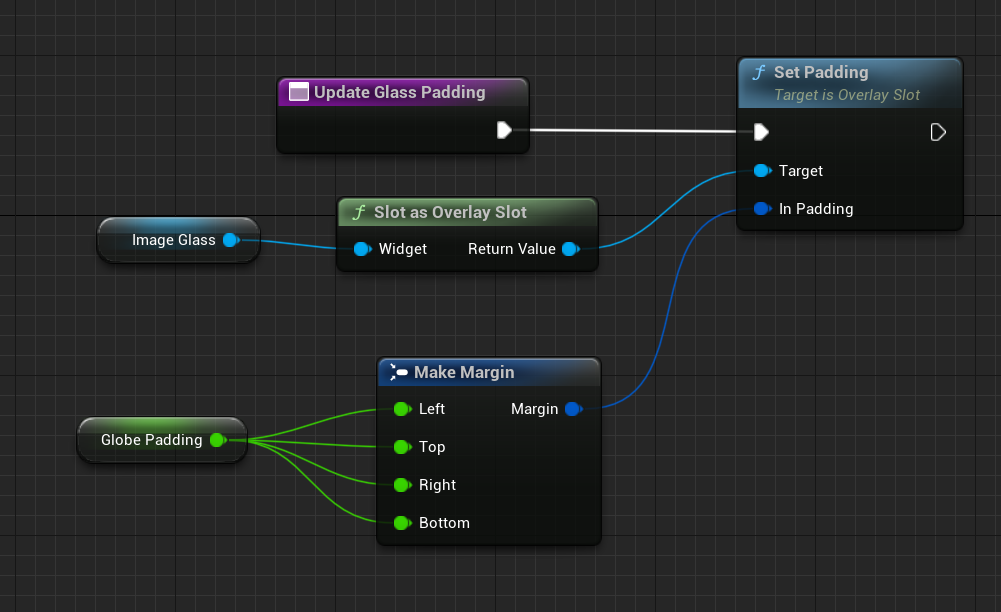 Update Glass Padding
Set Padding
Target is Overlay Slot
Target
In Padding
Image Glass
Slot as Overlay Slot
Widget
Return Value
Make Margin
Globe Padding
Left
Margin
Top
Right
Bottom